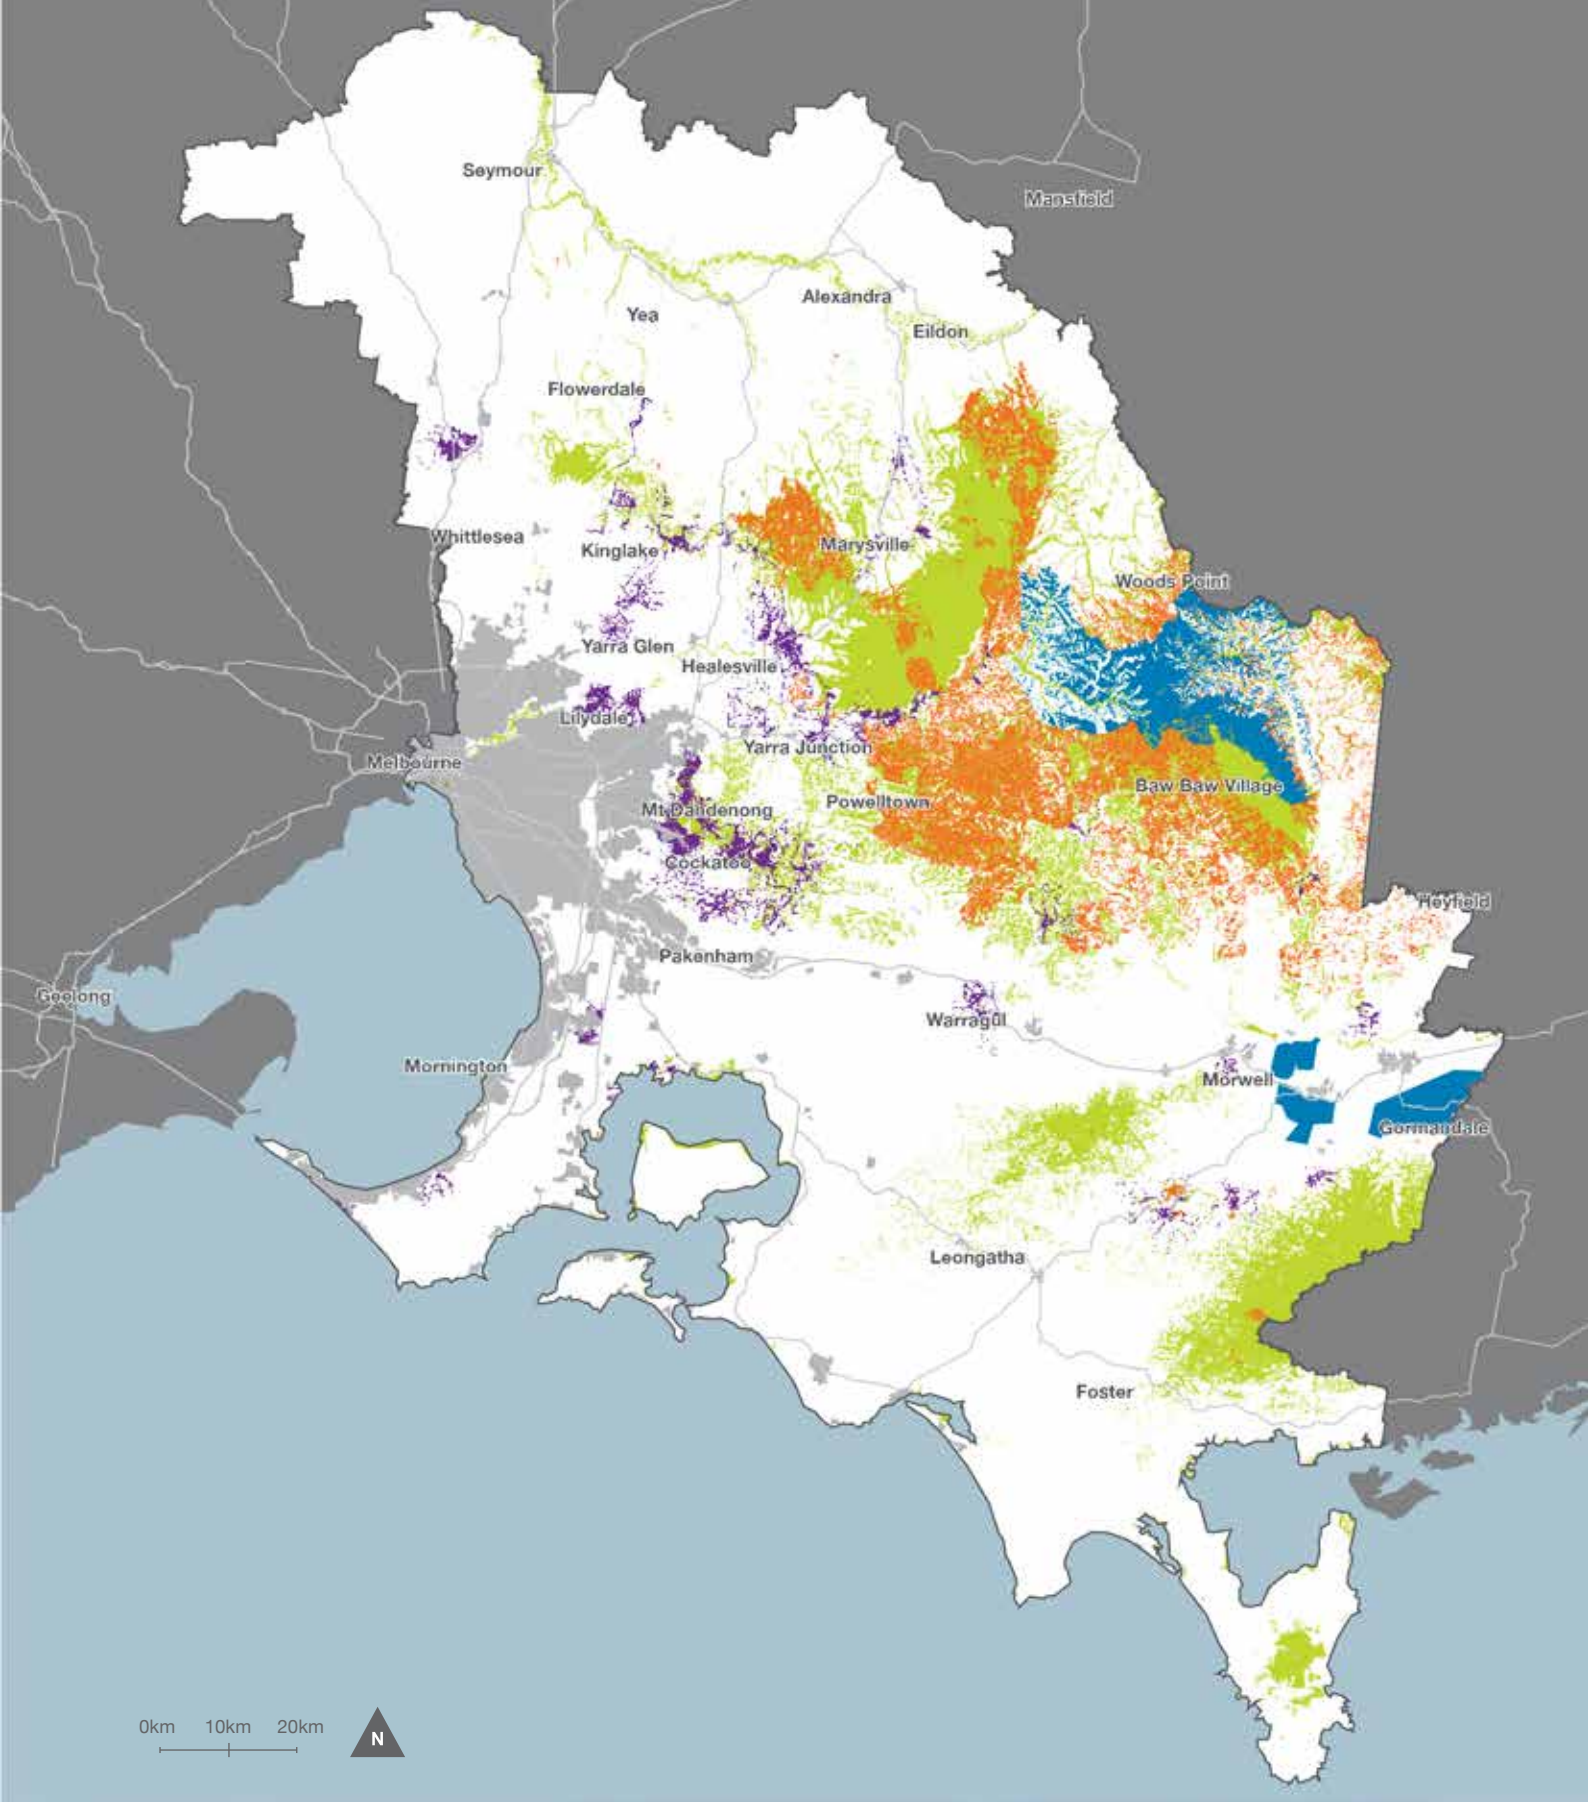 Seymour
Mansfield
Alexandra
Yea
Eildon
Flowerdale
Whittlesea
Kinglake
Marysville
Woods Point
Yarra Glen
Healesville
Lilydale
Yarra Junction
Melbourne
Baw Baw Village
Mt Dandenong
Powelltown
Cockatoo
Heyfield
Pakenham
Geelong
Warragul
Mornington
Morwell
Gormandale
Leongatha
Foster
0km 10km 20km
N